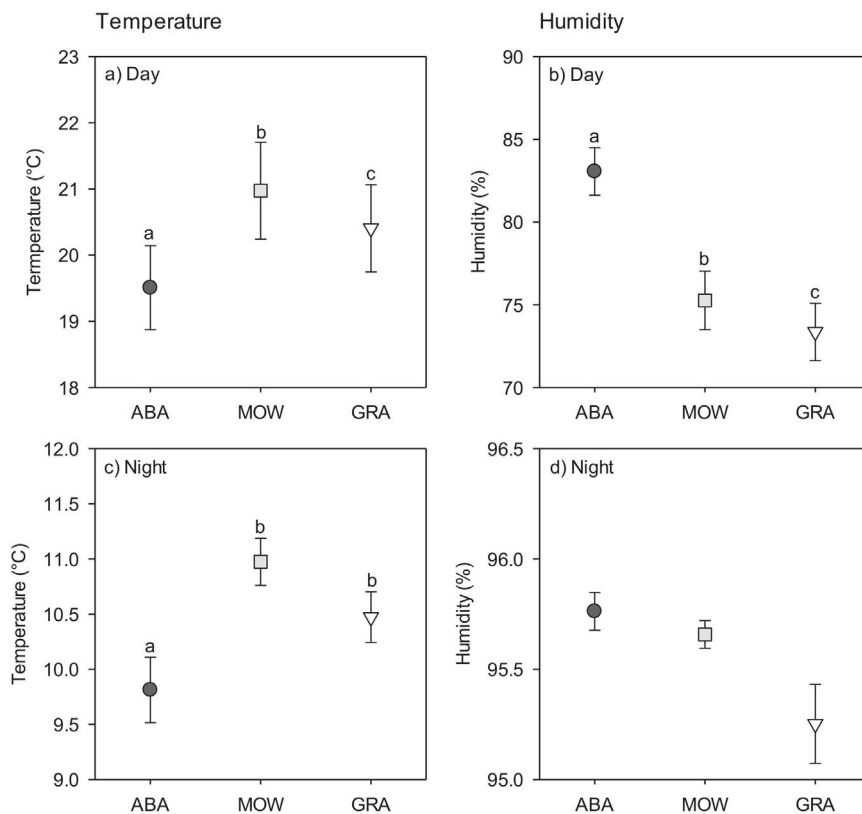 Temperature
Humidity
23
22
21
20
19
18
Termperature (°C)
a) Day
a
b
c
ABA
MOW
GRA
90
85
80
75
70
Humidity (%)
b) Day
a
b
c
ABA
MOW
GRA
12.0
11.5
11.0
10.5
10.0
9.5
9.0
Temperature (°C)
c) Night
a
b
b
ABA
MOW
GRA
96.5
96.0
95.5
95.0
Humidity (%)
d) Night
ABA
MOW
GRA